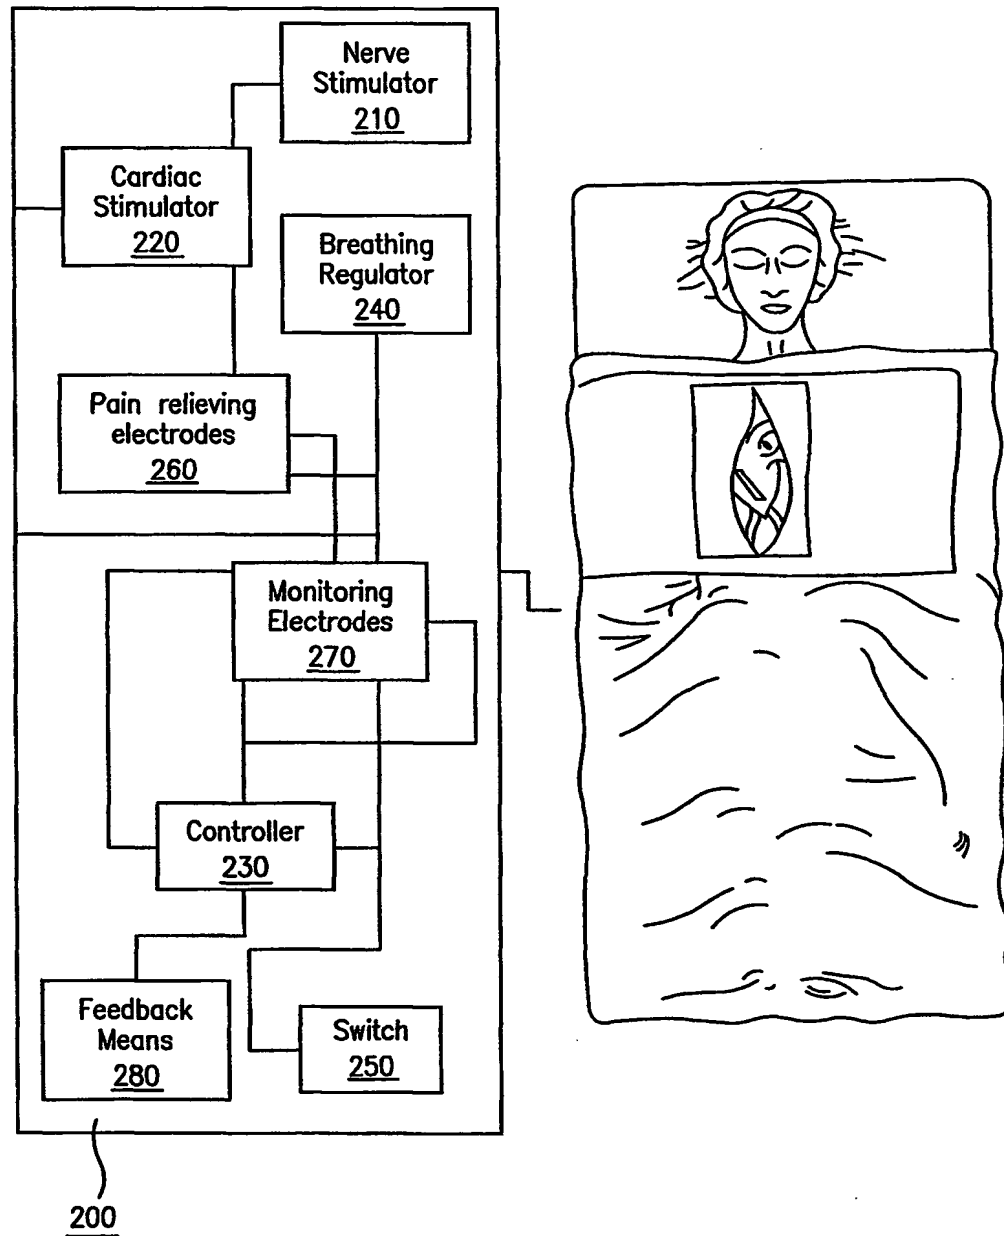 Nerve
Stimulator
210
Cardiac
Stimulator
220
Breathing
Regulator
240
Pain relieving
electrodes
260
Monitoring
Electrodes
270
Controller
230
Feedback
Means
280
Switch
250
200